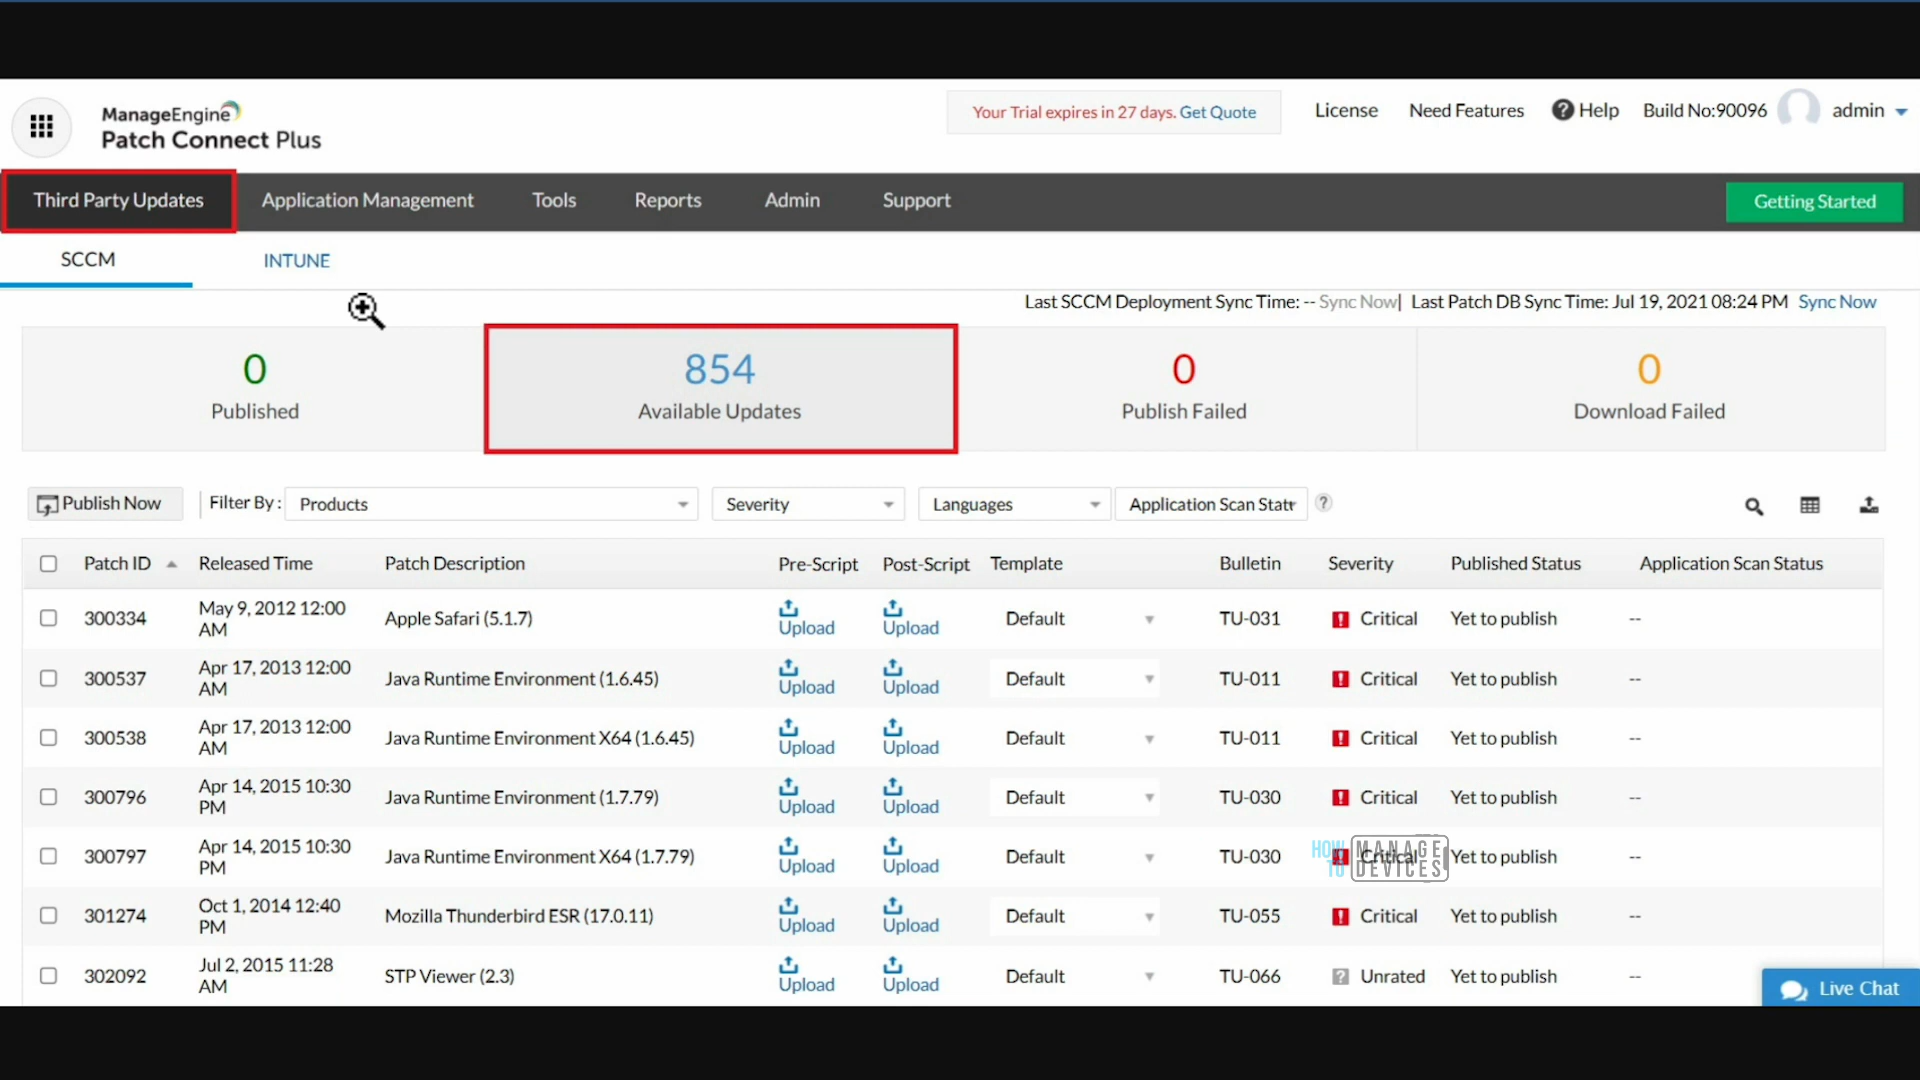 ManageEngine
Patch Connect Plus
Your Trial expires in 27 days. Get Quote
License
Need Features
Help
Build No:90096
admin
Third Party Updates
Application Management
Tools
Reports
Admin
Support
Getting Started
SCCM
INTUNE
Last SCCM Deployment Sync Time: -- Sync Now| Last Patch DB Sync Time: Jul 19, 2021 08:24 PM Sync Now
0
Published
854
Available Updates
0
Publish Failed
0
Download Failed
Publish Now
Filter By :
Products
Severity
Languages
Application Scan Stat
Patch ID Released Time Patch Description Pre-Script Post-Script Template Bulletin Severity Published Status Application Scan Status
300334 May 9, 2012 12:00 AM Apple Safari (5.1.7) Upload Upload Default TU-031 Critical Yet to publish --
300537 Apr 17, 2013 12:00 AM Java Runtime Environment (1.6.45) Upload Upload Default TU-011 Critical Yet to publish --
300538 Apr 17, 2013 12:00 AM Java Runtime Environment X64 (1.6.45) Upload Upload Default TU-011 Critical Yet to publish --
300796 Apr 14, 2015 10:30 PM Java Runtime Environment (1.7.79) Upload Upload Default TU-030 Critical Yet to publish --
300797 Apr 14, 2015 10:30 PM Java Runtime Environment X64 (1.7.79) Upload Upload Default TU-030 Critical Yet to publish --
HOW TO MANAGE DEVICES
301274 Oct 1, 2014 12:40 PM Mozilla Thunderbird ESR (17.0.11) Upload Upload Default TU-055 Critical Yet to publish --
302092 Jul 2, 2015 11:28 AM STP Viewer (2.3) Upload Upload Default TU-066 Unrated Yet to publish --
Live Chat